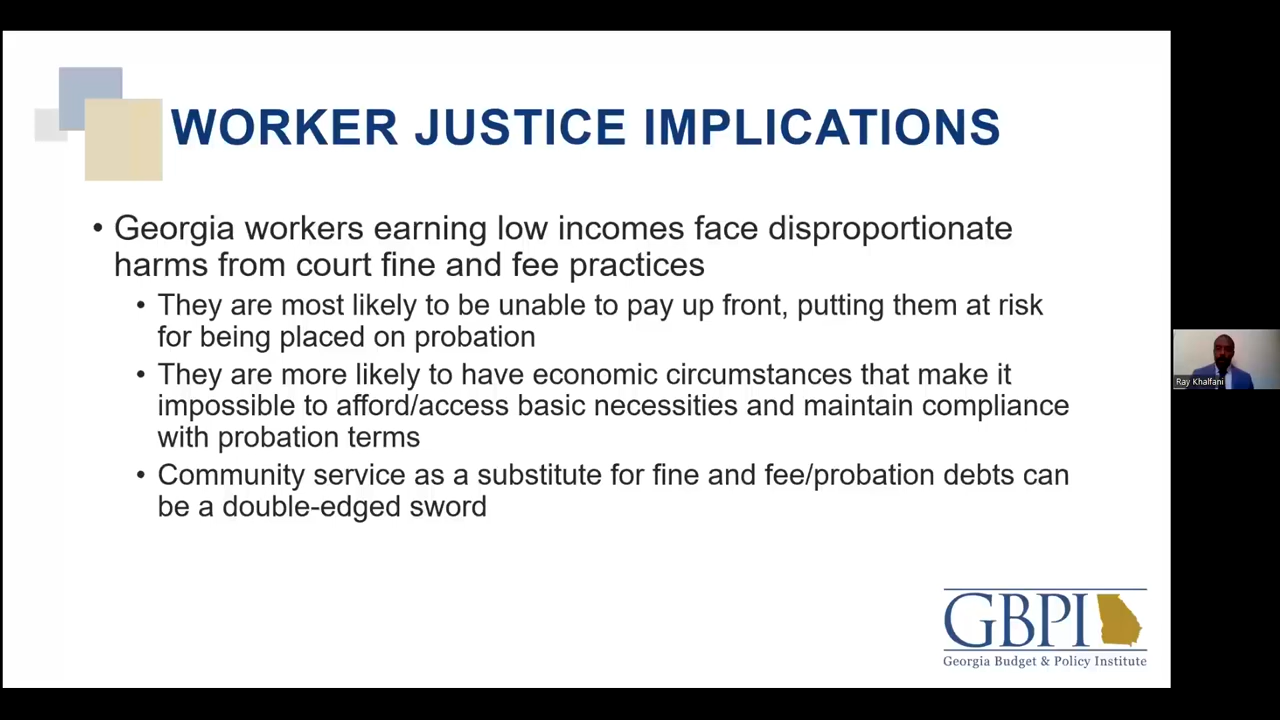 WORKER JUSTICE IMPLICATIONS
• Georgia workers earning low incomes face disproportionate
harms from court fine and fee practices
• They are most likely to be unable to pay up front, putting them at risk
for being placed on probation
• They are more likely to have economic circumstances that make it
impossible to afford/access basic necessities and maintain compliance
with probation terms
• Community service as a substitute for fine and fee/probation debts can
be a double-edged sword
Ray Khalfani
GBPI
Georgia Budget & Policy Institute